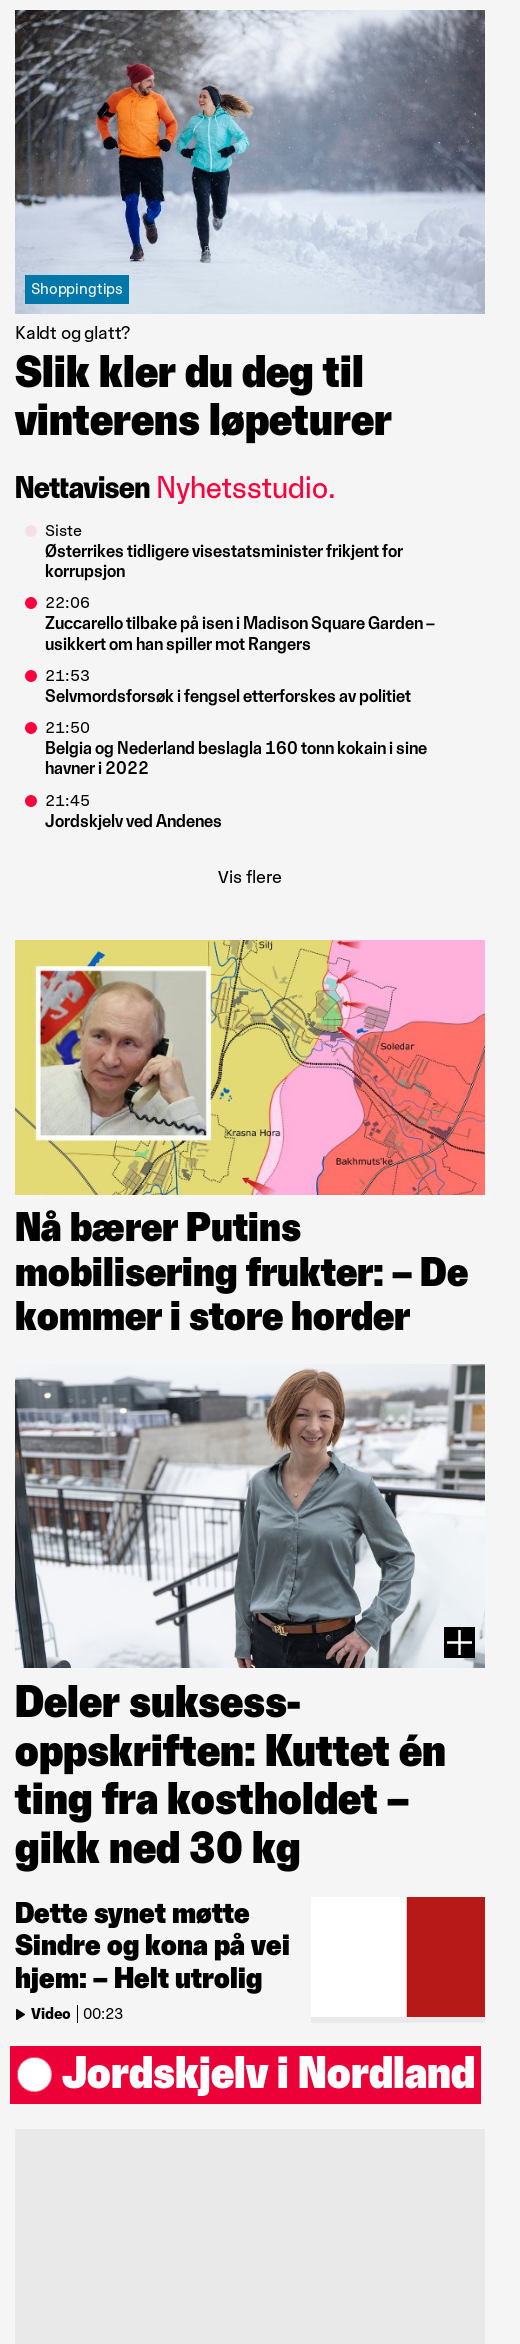 Shoppingtips
Kaldt og glatt?
Slik kler du deg til
vinterens løpeturer
Nettavisen Nyhetsstudio.
Siste
Østerrikes tidligere visestatsminister frikjent for
korrupsjon
22:06
Zuccarello tilbake på isen i Madison Square Garden –
usikkert om han spiller mot Rangers
21:53
Selvmordsforsøk i fengsel etterforskes av politiet
21:50
Belgia og Nederland beslagla 160 tonn kokain i sine
havner i 2022
21:45
Jordskjelv ved Andenes
Vis flere
Silj
Soledar
Krasna Hora
Bakhmuts'ke
Nå bærer Putins
mobilisering frukter: – De
kommer i store horder
Deler suksess-
oppskriften: Kuttet én
ting fra kostholdet –
gikk ned 30 kg
Dette synet møtte
Sindre og kona på vei
hjem: – Helt utrolig
Video 00:23
Jordskjelv i Nordland